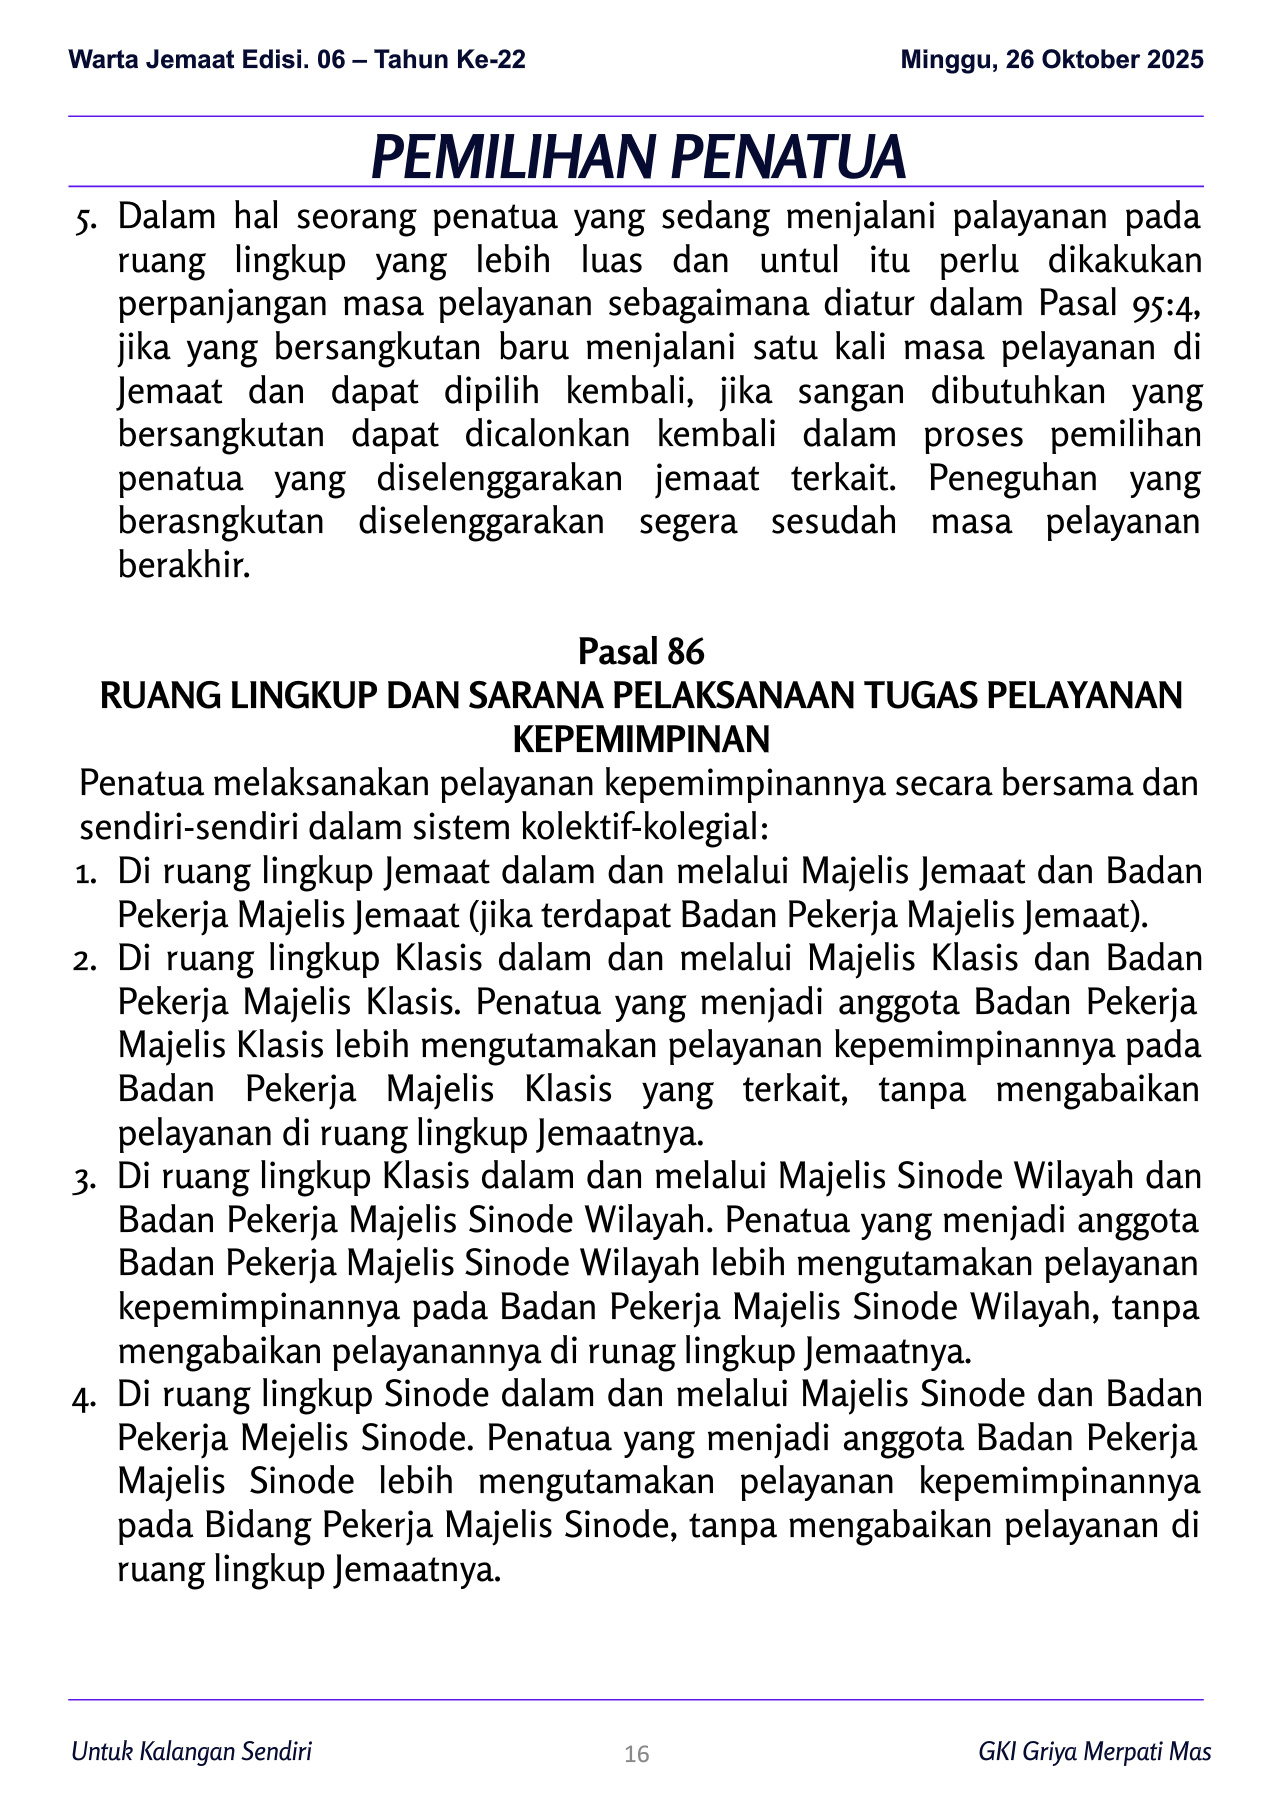 Warta Jemaat Edisi. 06 – Tahun Ke-22
Minggu, 26 Oktober 2025
PEMILIHAN PENATUA
5. Dalam hal seorang penatua yang sedang menjalani palayanan pada
ruang lingkup yang lebih luas dan untul itu perlu dikakukan
perpanjangan masa pelayanan sebagaimana diatur dalam Pasal 95:4,
jika yang bersangkutan baru menjalani satu kali masa pelayanan di
Jemaat dan dapat dipilih kembali, jika sangan dibutuhkan yang
bersangkutan dapat dicalonkan kembali dalam proses pemilihan
penatua yang diselenggarakan jemaat terkait. Peneguhan yang
berasngkutan diselenggarakan segera sesudah masa pelayanan
berakhir.
Pasal 86
RUANG LINGKUP DAN SARANA PELAKSANAAN TUGAS PELAYANAN
KEPEMIMPINAN
Penatua melaksanakan pelayanan kepemimpinannya secara bersama dan
sendiri-sendiri dalam sistem kolektif-kolegial:
1. Di ruang lingkup Jemaat dalam dan melalui Majelis Jemaat dan Badan
Pekerja Majelis Jemaat (jika terdapat Badan Pekerja Majelis Jemaat).
2. Di ruang lingkup Klasis dalam dan melalui Majelis Klasis dan Badan
Pekerja Majelis Klasis. Penatua yang menjadi anggota Badan Pekerja
Majelis Klasis lebih mengutamakan pelayanan kepemimpinannya pada
Badan Pekerja Majelis Klasis yang terkait, tanpa mengabaikan
pelayanan di ruang lingkup Jemaatnya.
3. Di ruang lingkup Klasis dalam dan melalui Majelis Sinode Wilayah dan
Badan Pekerja Majelis Sinode Wilayah. Penatua yang menjadi anggota
Badan Pekerja Majelis Sinode Wilayah lebih mengutamakan pelayanan
kepemimpinannya pada Badan Pekerja Majelis Sinode Wilayah, tanpa
mengabaikan pelayanannya di runag lingkup Jemaatnya.
4. Di ruang lingkup Sinode dalam dan melalui Majelis Sinode dan Badan
Pekerja Mejelis Sinode. Penatua yang menjadi anggota Badan Pekerja
Majelis Sinode lebih mengutamakan pelayanan kepemimpinannya
pada Bidang Pekerja Majelis Sinode, tanpa mengabaikan pelayanan di
ruang lingkup Jemaatnya.
Untuk Kalangan Sendiri
16
GKI Griya Merpati Mas